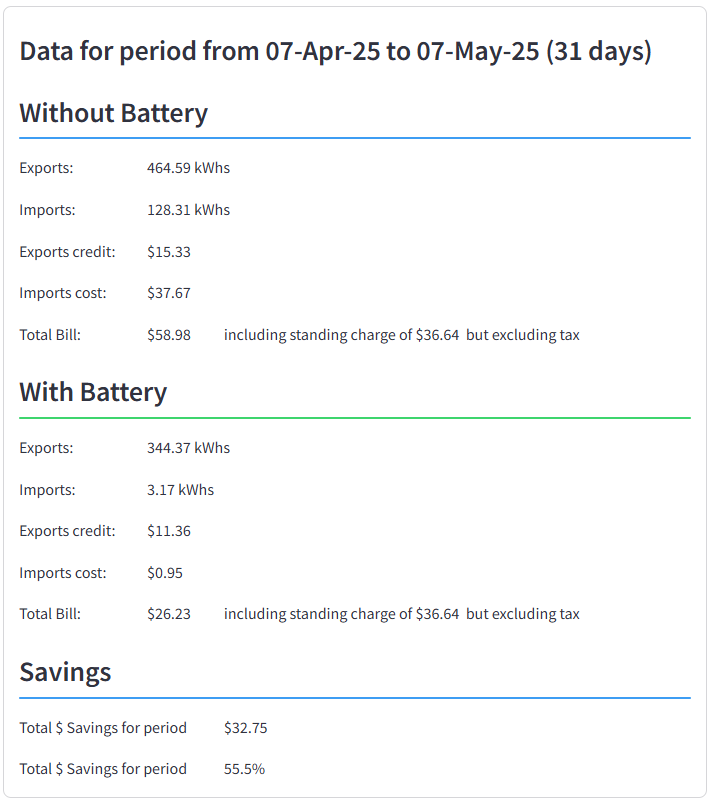 Data for period from 07-Apr-25 to 07-May-25 (31 days)
Without Battery
Exports: 464.59 kWhs
Imports: 128.31 kWhs
Exports credit: $15.33
Imports cost: $37.67
Total Bill: $58.98 including standing charge of $36.64 but excluding tax
With Battery
Exports: 344.37 kWhs
Imports: 3.17 kWhs
Exports credit: $11.36
Imports cost: $0.95
Total Bill: $26.23 including standing charge of $36.64 but excluding tax
Savings
Total $ Savings for period $32.75
Total $ Savings for period 55.5%